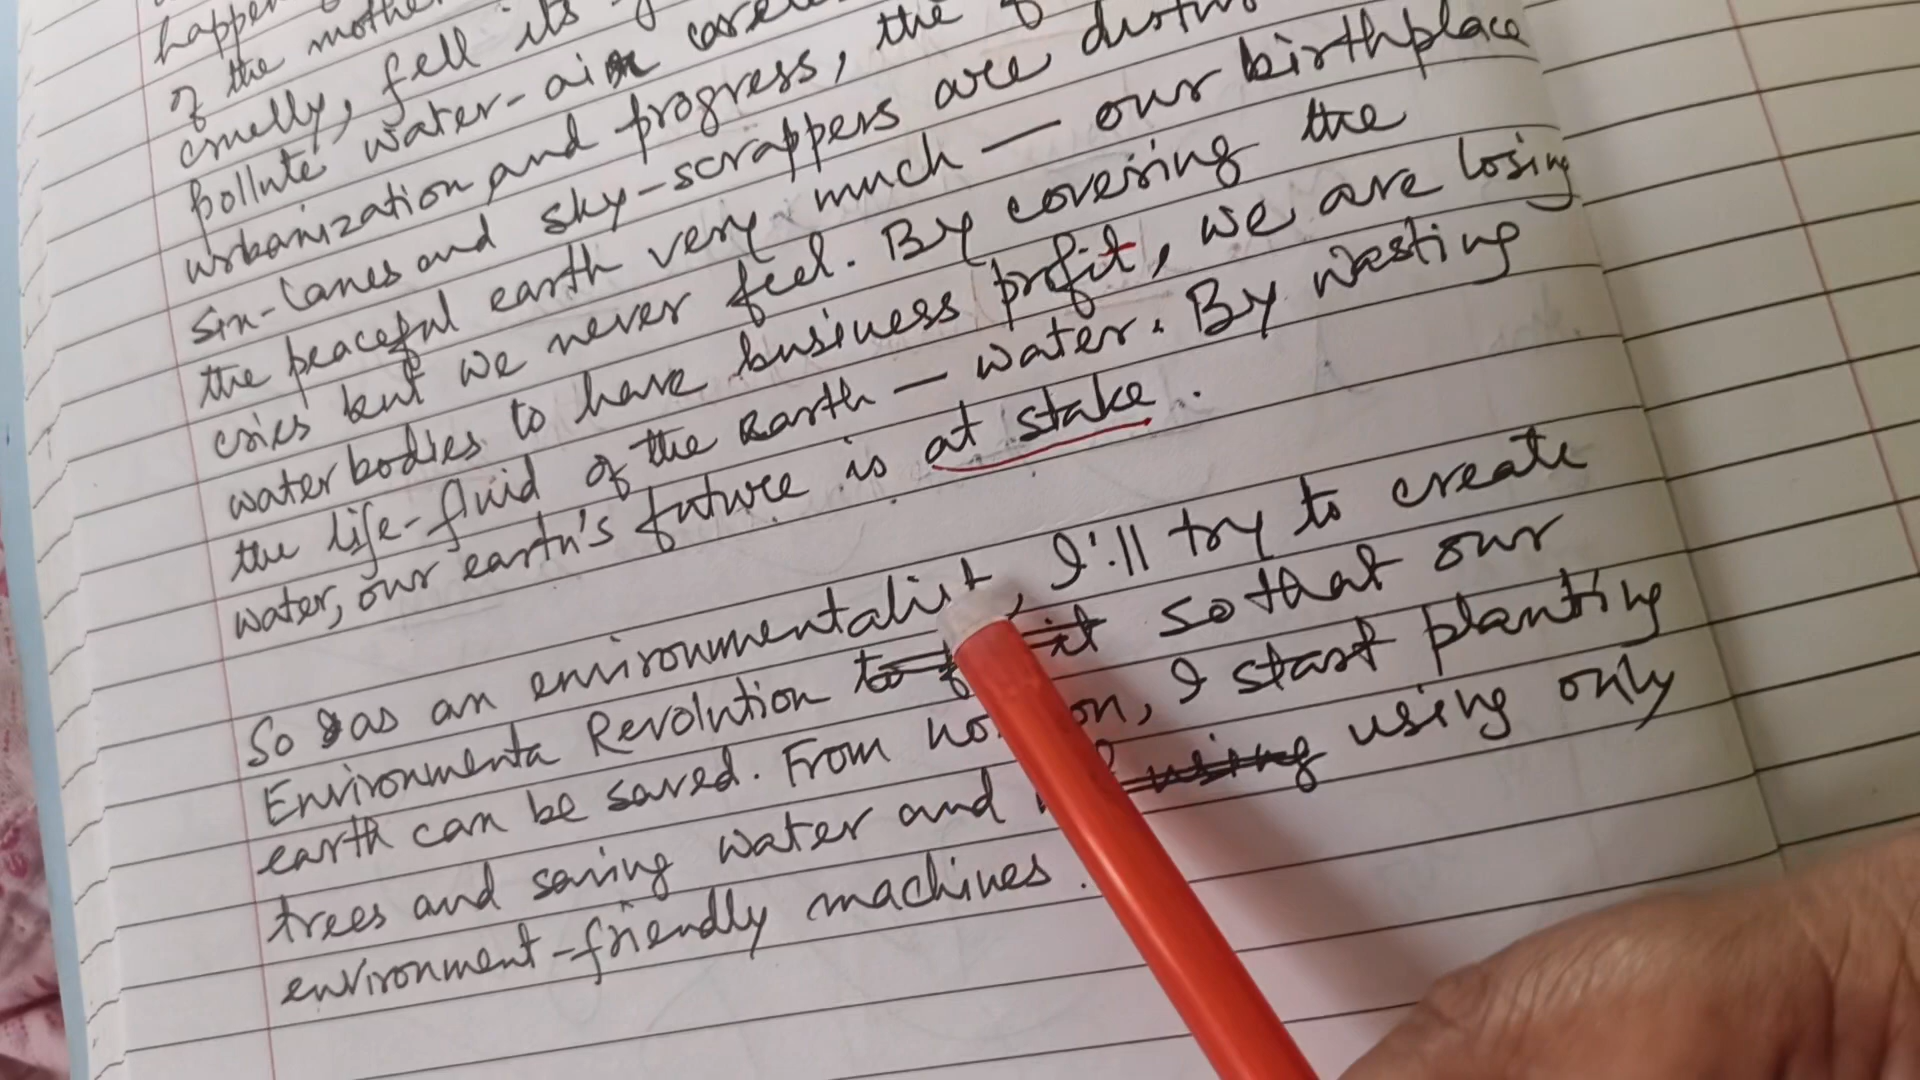 of the mother
cruelly, fell its
pollute water-air
urbanization and progress, the
six-lanes and sky-scrappers are
the peaceful earth very much — our birthplace
cries but we never feel. By covering the
waterbodies to have business profit, we are losing
the life-fluid of the Earth — water. By wasting
water, our earth's future is at stake.
So as an environmentalist, I'll try to create
Environmenta Revolution to it so that our
earth can be saved. From on, I start planting
trees and saving water and using using only
environment-friendly machines.